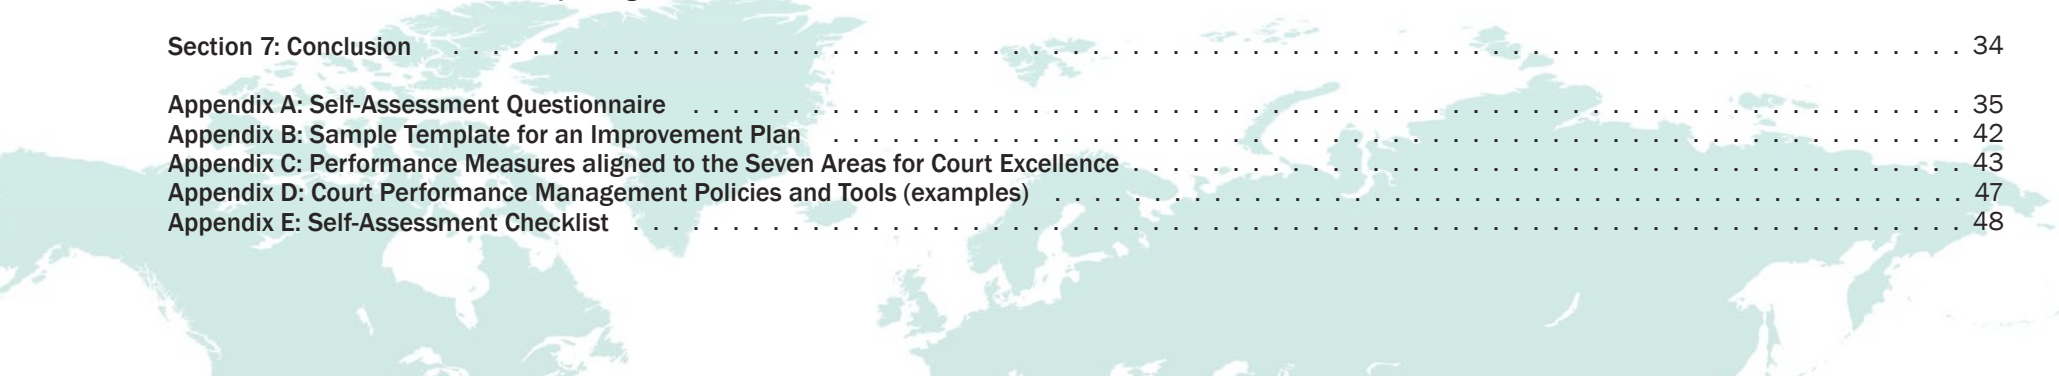 Section 7: Conclusion . . . . . . . . . . . . . . . . . . . . . . . . . . . . . . . . . . . . . . . . 34
Appendix A: Self-Assessment Questionnaire . . . . . . . . . . . . . . . . . . . . . . . . . . . . . . 35
Appendix B: Sample Template for an Improvement Plan . . . . . . . . . . . . . . . . . . . . . . . . . 42
Appendix C: Performance Measures aligned to the Seven Areas for Court Excellence . . . . . . . . . . 43
Appendix D: Court Performance Management Policies and Tools (examples) . . . . . . . . . . . . . . . 47
Appendix E: Self-Assessment Checklist . . . . . . . . . . . . . . . . . . . . . . . . . . . . . . . . 48